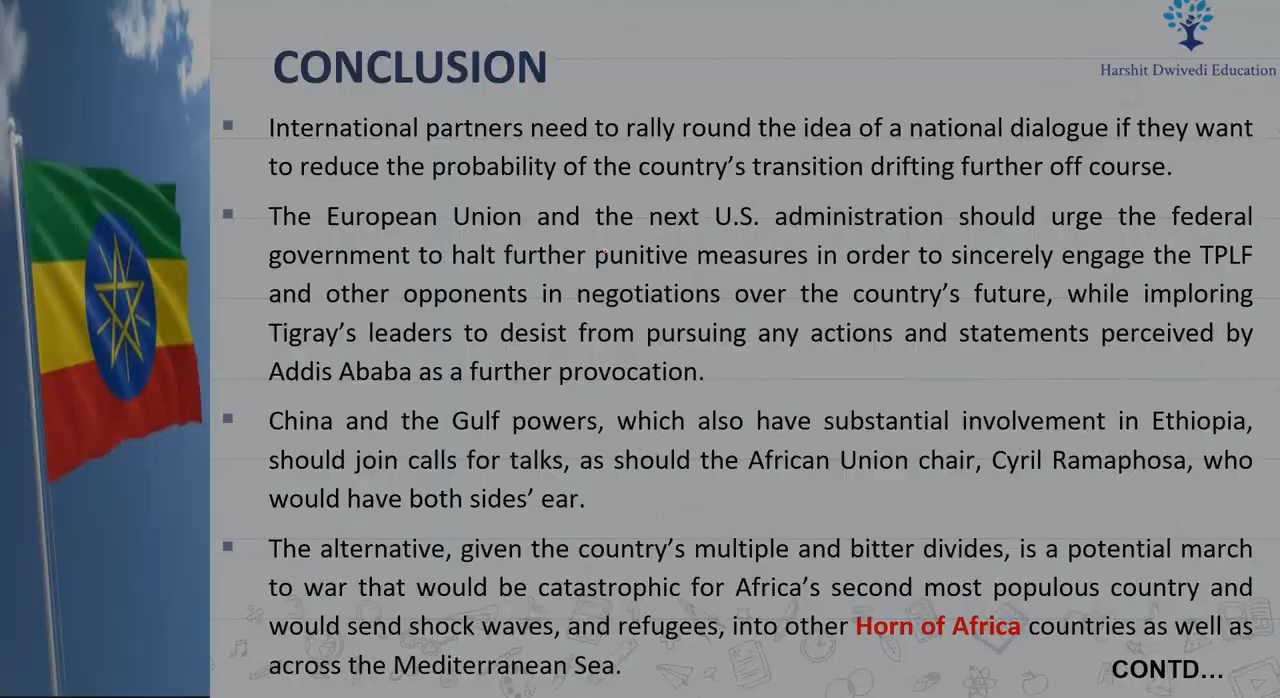 Harshit Dwivedi Education
CONCLUSION
▪ International partners need to rally round the idea of a national dialogue if they want
to reduce the probability of the country’s transition drifting further off course.
▪ The European Union and the next U.S. administration should urge the federal
government to halt further punitive measures in order to sincerely engage the TPLF
and other opponents in negotiations over the country’s future, while imploring
Tigray’s leaders to desist from pursuing any actions and statements perceived by
Addis Ababa as a further provocation.
▪ China and the Gulf powers, which also have substantial involvement in Ethiopia,
should join calls for talks, as should the African Union chair, Cyril Ramaphosa, who
would have both sides’ ear.
▪ The alternative, given the country’s multiple and bitter divides, is a potential march
to war that would be catastrophic for Africa’s second most populous country and
would send shock waves, and refugees, into other Horn of Africa countries as well as
across the Mediterranean Sea.
CONTD...